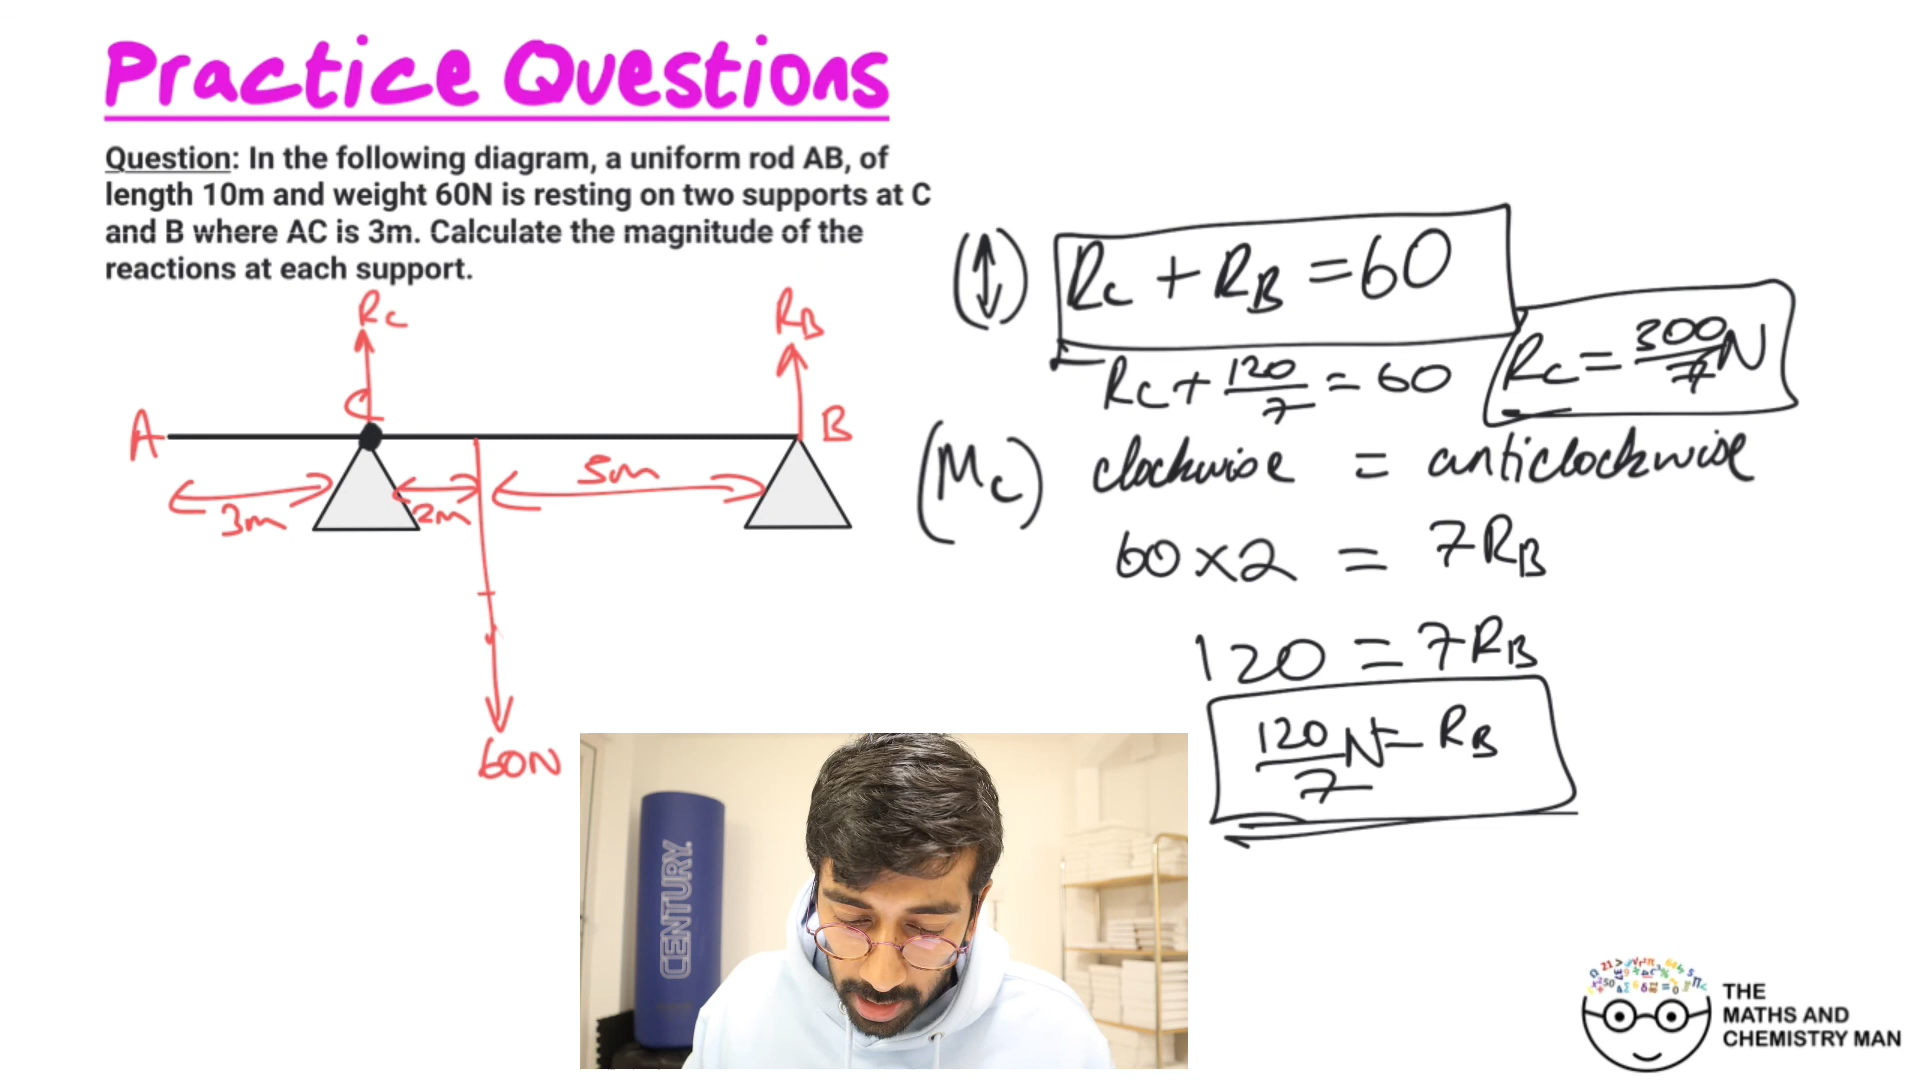 Practice Questions
Question: In the following diagram, a uniform rod AB, of
length 10m and weight 60N is resting on two supports at C
and B where AC is 3m. Calculate the magnitude of the
reactions at each support.
RC
RB
C
A
B
3m
2m
5m
60N
(↕) RC + RB = 60
RC + 120/7 = 60
RC = 300/7 N
(MC) clockwise = anticlockwise
60 × 2 = 7RB
120 = 7RB
120/7 N = RB
CENTURY.
THE
MATHS AND
CHEMISTRY MAN